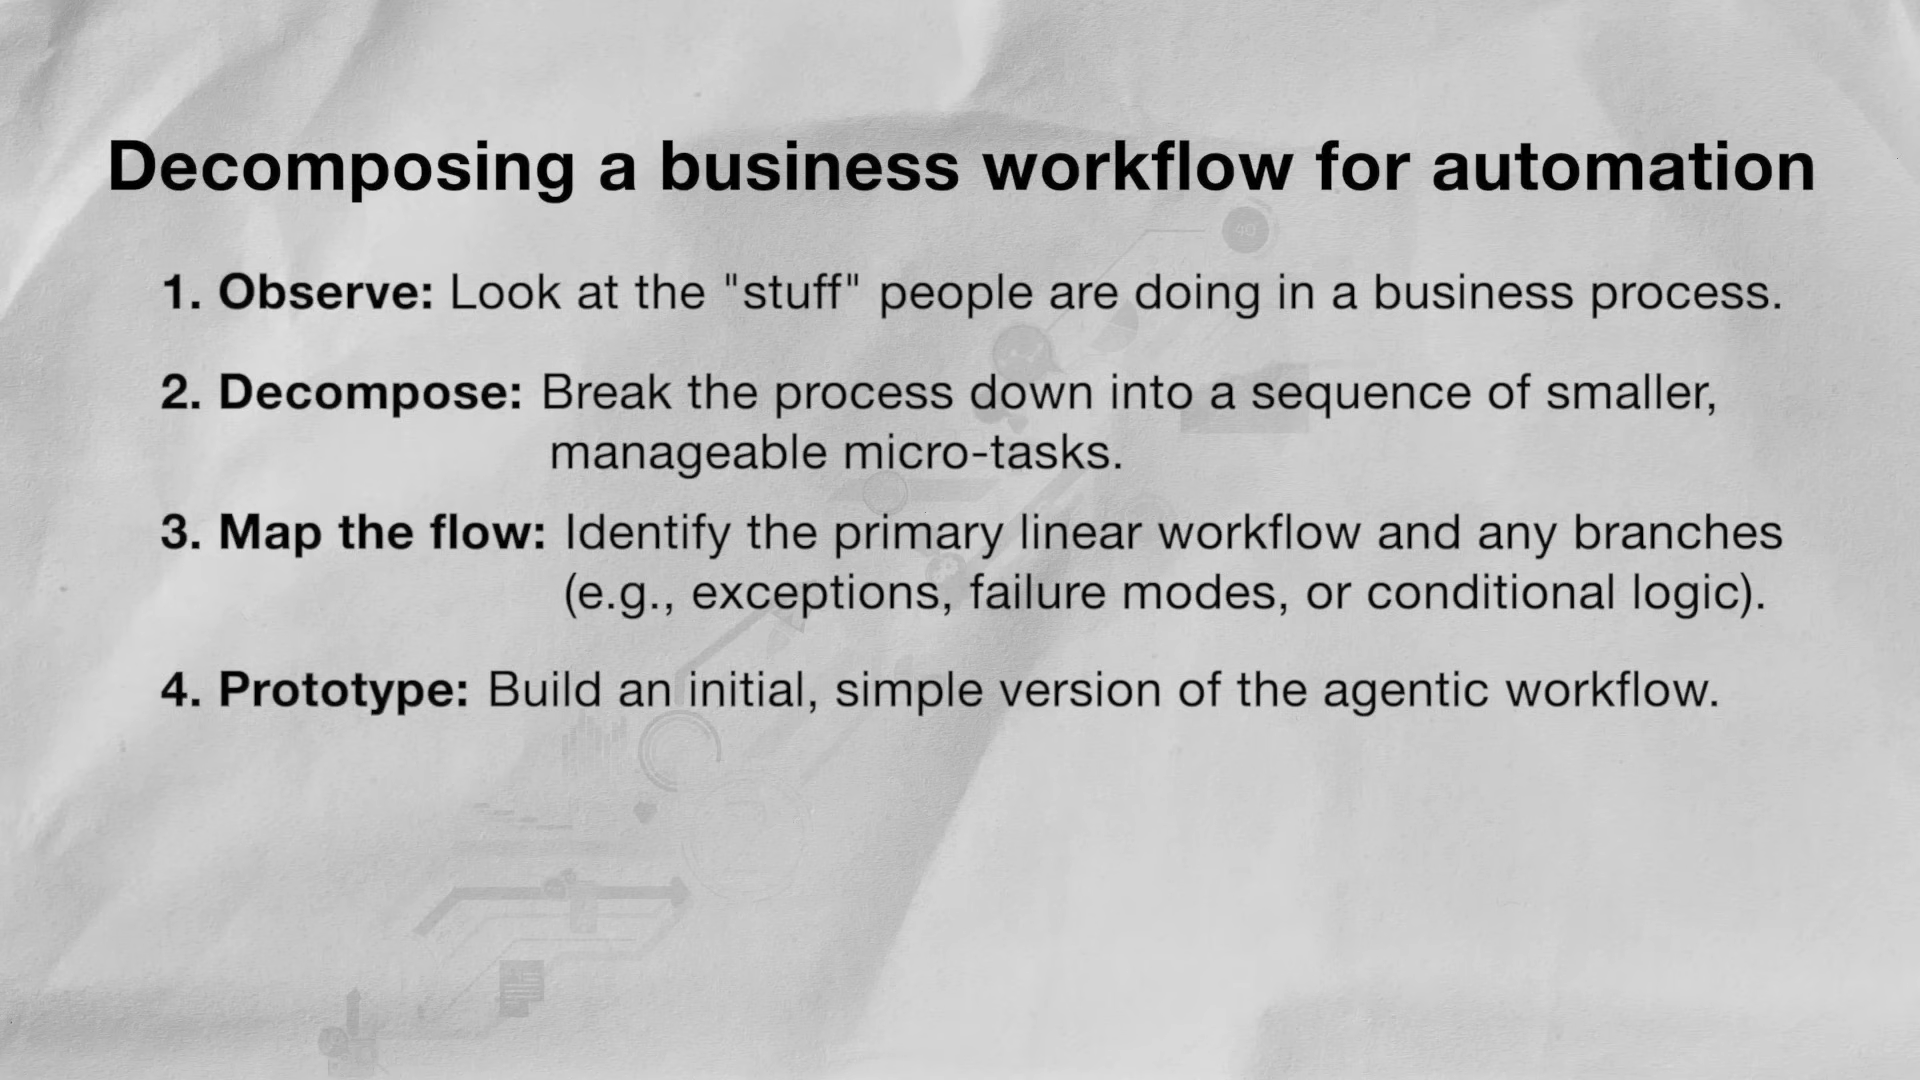 Decomposing a business workflow for automation
1. Observe: Look at the "stuff" people are doing in a business process.
2. Decompose: Break the process down into a sequence of smaller,
manageable micro-tasks.
3. Map the flow: Identify the primary linear workflow and any branches
(e.g., exceptions, failure modes, or conditional logic).
4. Prototype: Build an initial, simple version of the agentic workflow.